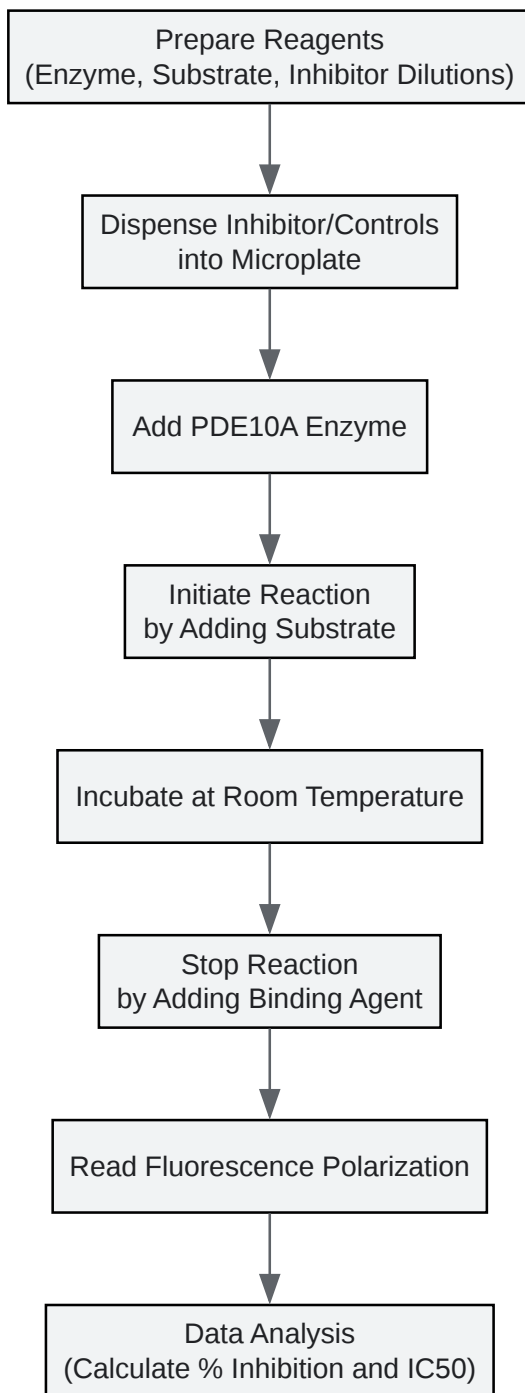 Prepare Reagents
(Enzyme, Substrate, Inhibitor Dilutions)
Dispense Inhibitor/Controls
into Microplate
Add PDE10A Enzyme
Initiate Reaction
by Adding Substrate
Incubate at Room Temperature
Stop Reaction
by Adding Binding Agent
Read Fluorescence Polarization
Data Analysis
(Calculate % Inhibition and IC50)